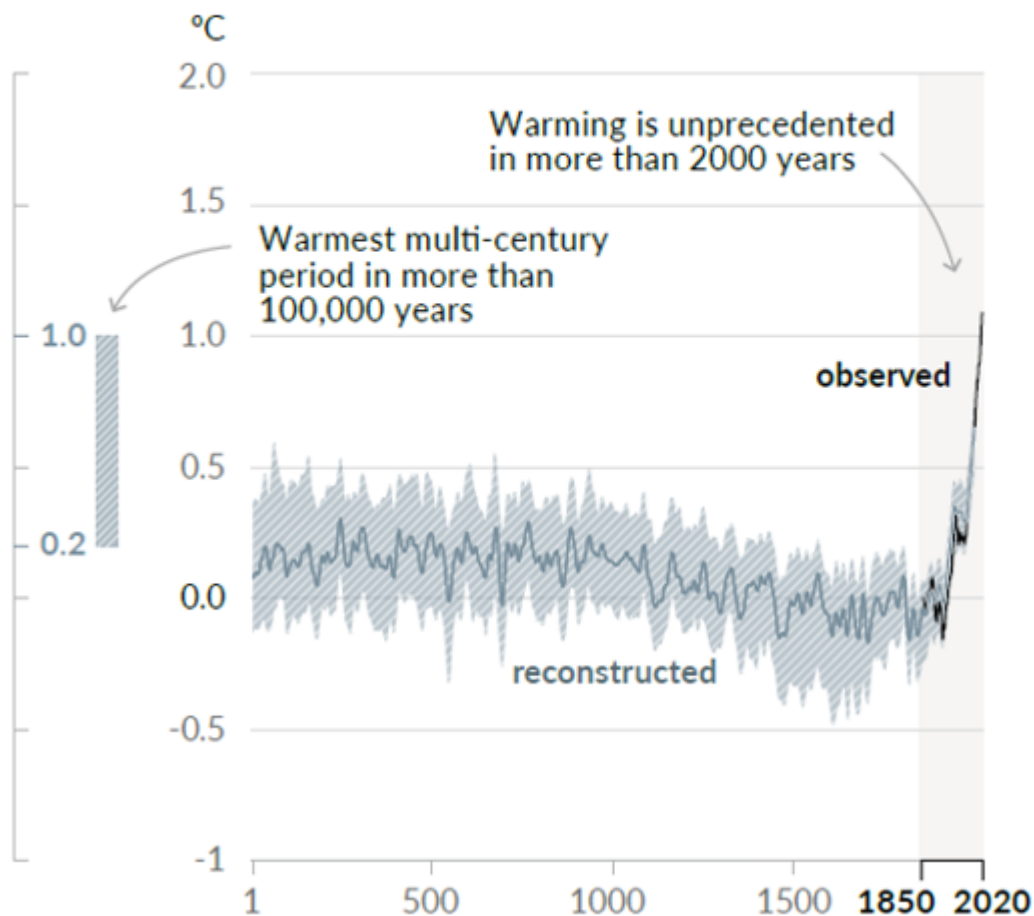 °C
2.0
Warming is unprecedented
in more than 2000 years
1.5
Warmest multi-century
period in more than
100,000 years
1.0
1.0
observed
0.5
0.2
0.0
reconstructed
-0.5
-1
1 500 1000 1500 1850 2020